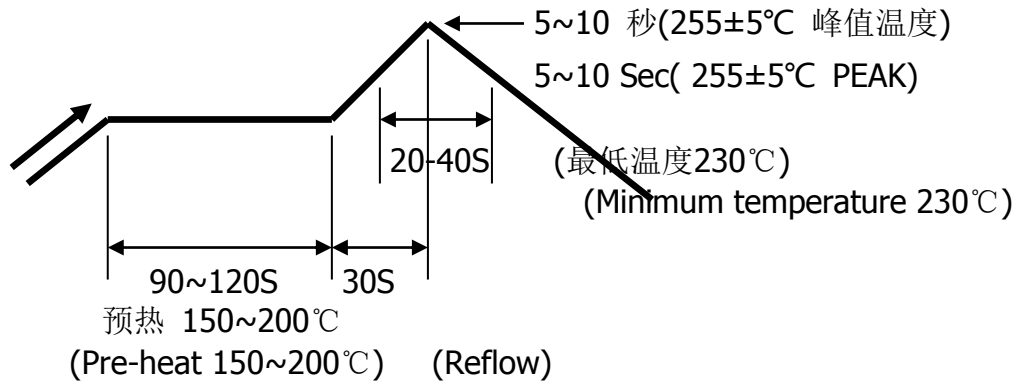 5~10 秒(255±5℃ 峰值温度)
5~10 Sec( 255±5℃ PEAK)
20-40S (最低温度230℃)
(Minimum temperature 230℃)
90~120S 30S
预热 150~200℃
(Pre-heat 150~200℃) (Reflow)